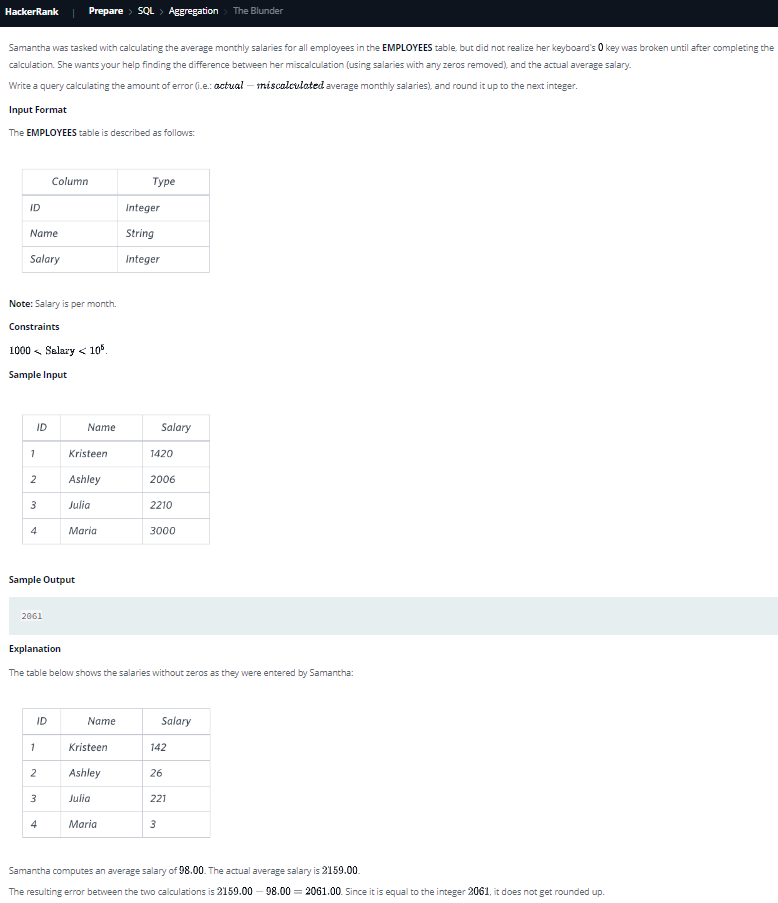 HackerRank | Prepare > SQL > Aggregation > The Blunder
Samantha was tasked with calculating the average monthly salaries for all employees in the EMPLOYEES table, but did not realize her keyboard's 0 key was broken until after completing the
calculation. She wants your help finding the difference between her miscalculation (using salaries with any zeros removed), and the actual average salary.
Write a query calculating the amount of error (i.e.: actual − miscalculated average monthly salaries), and round it up to the next integer.
Input Format
The EMPLOYEES table is described as follows:
Column Type
ID Integer
Name String
Salary Integer
Note: Salary is per month.
Constraints
1000 < Salary < 10⁵.
Sample Input
ID Name Salary
1 Kristeen 1420
2 Ashley 2006
3 Julia 2210
4 Maria 3000
Sample Output
2061
Explanation
The table below shows the salaries without zeros as they were entered by Samantha:
ID Name Salary
1 Kristeen 142
2 Ashley 26
3 Julia 221
4 Maria 3
Samantha computes an average salary of 98.00. The actual average salary is 2159.00.
The resulting error between the two calculations is 2159.00 − 98.00 = 2061.00. Since it is equal to the integer 2061, it does not get rounded up.